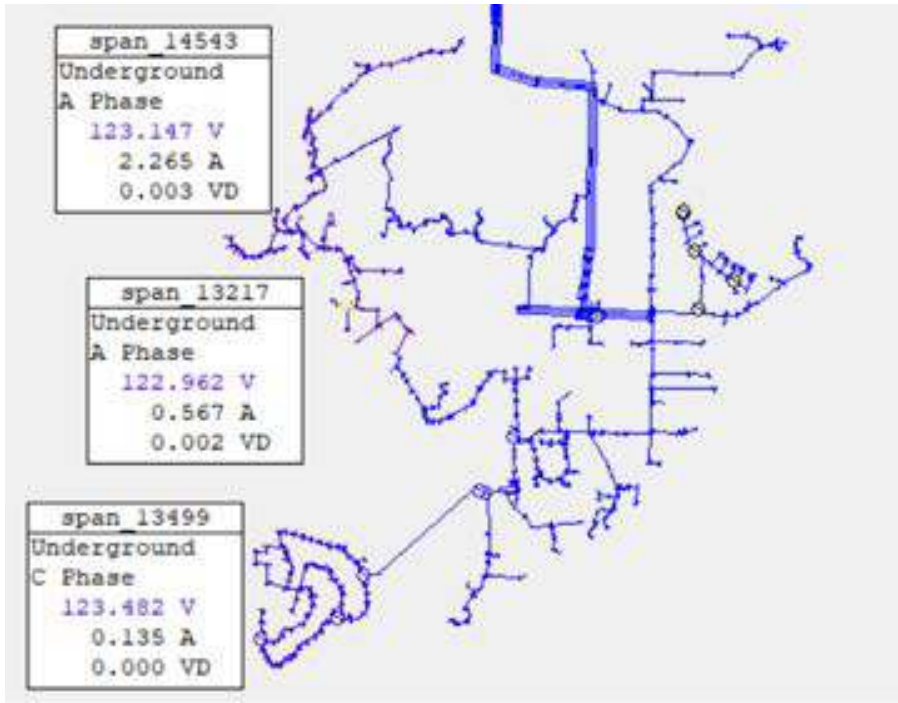 span_14543
Underground
A Phase
123.147 V
2.265 A
0.003 VD
span_13217
Underground
A Phase
122.962 V
0.567 A
0.002 VD
span_13499
Underground
C Phase
123.482 V
0.135 A
0.000 VD